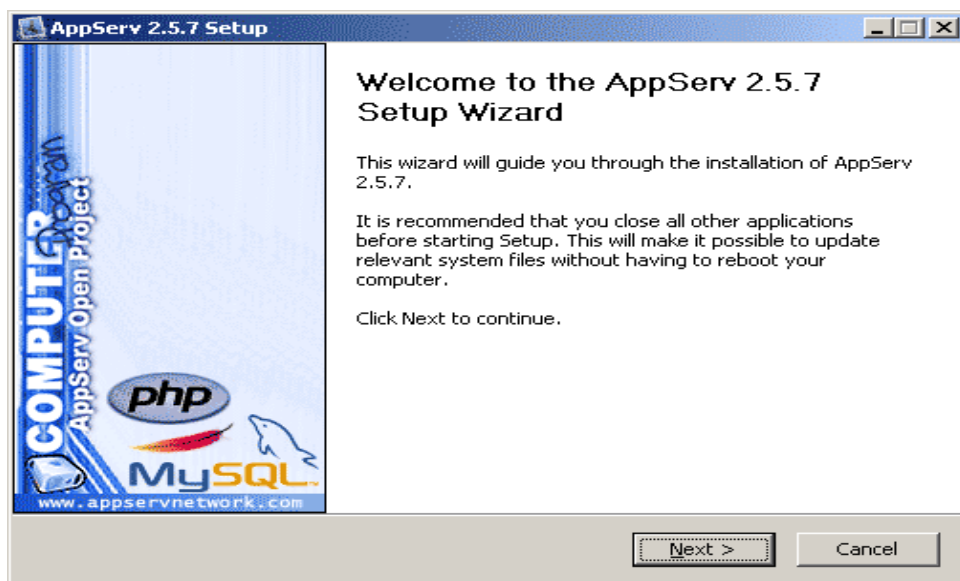 AppServ 2.5.7 Setup
Welcome to the AppServ 2.5.7
Setup Wizard
This wizard will guide you through the installation of AppServ
2.5.7.
It is recommended that you close all other applications
before starting Setup. This will make it possible to update
relevant system files without having to reboot your
computer.
Click Next to continue.
COMPUTER
Program
AppServ Open Project
php
MySQL
www.appservnetwork.com
Next >
Cancel